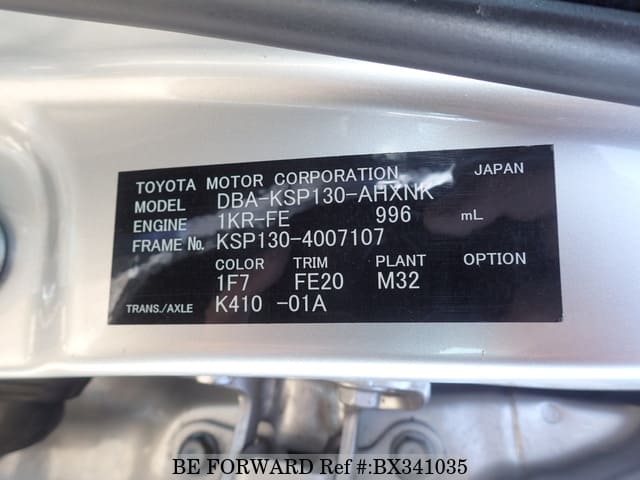 TOYOTA MOTOR CORPORATION JAPAN
MODEL DBA-KSP130-AHXNK
ENGINE 1KR-FE 996 mL
FRAME No. KSP130-4007107
COLOR TRIM PLANT OPTION
1F7 FE20 M32
TRANS./AXLE K410 -01A
BE FORWARD Ref #:BX341035